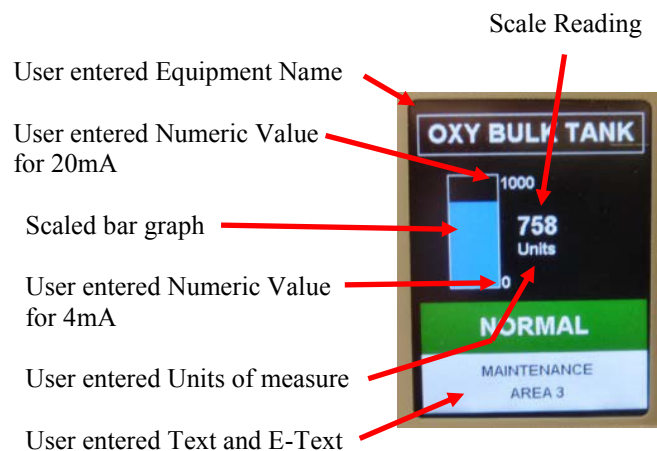 Scale Reading
User entered Equipment Name
User entered Numeric Value
for 20mA
Scaled bar graph
User entered Numeric Value
for 4mA
User entered Units of measure
User entered Text and E-Text
OXY BULK TANK
1000
758
Units
0
NORMAL
MAINTENANCE
AREA 3